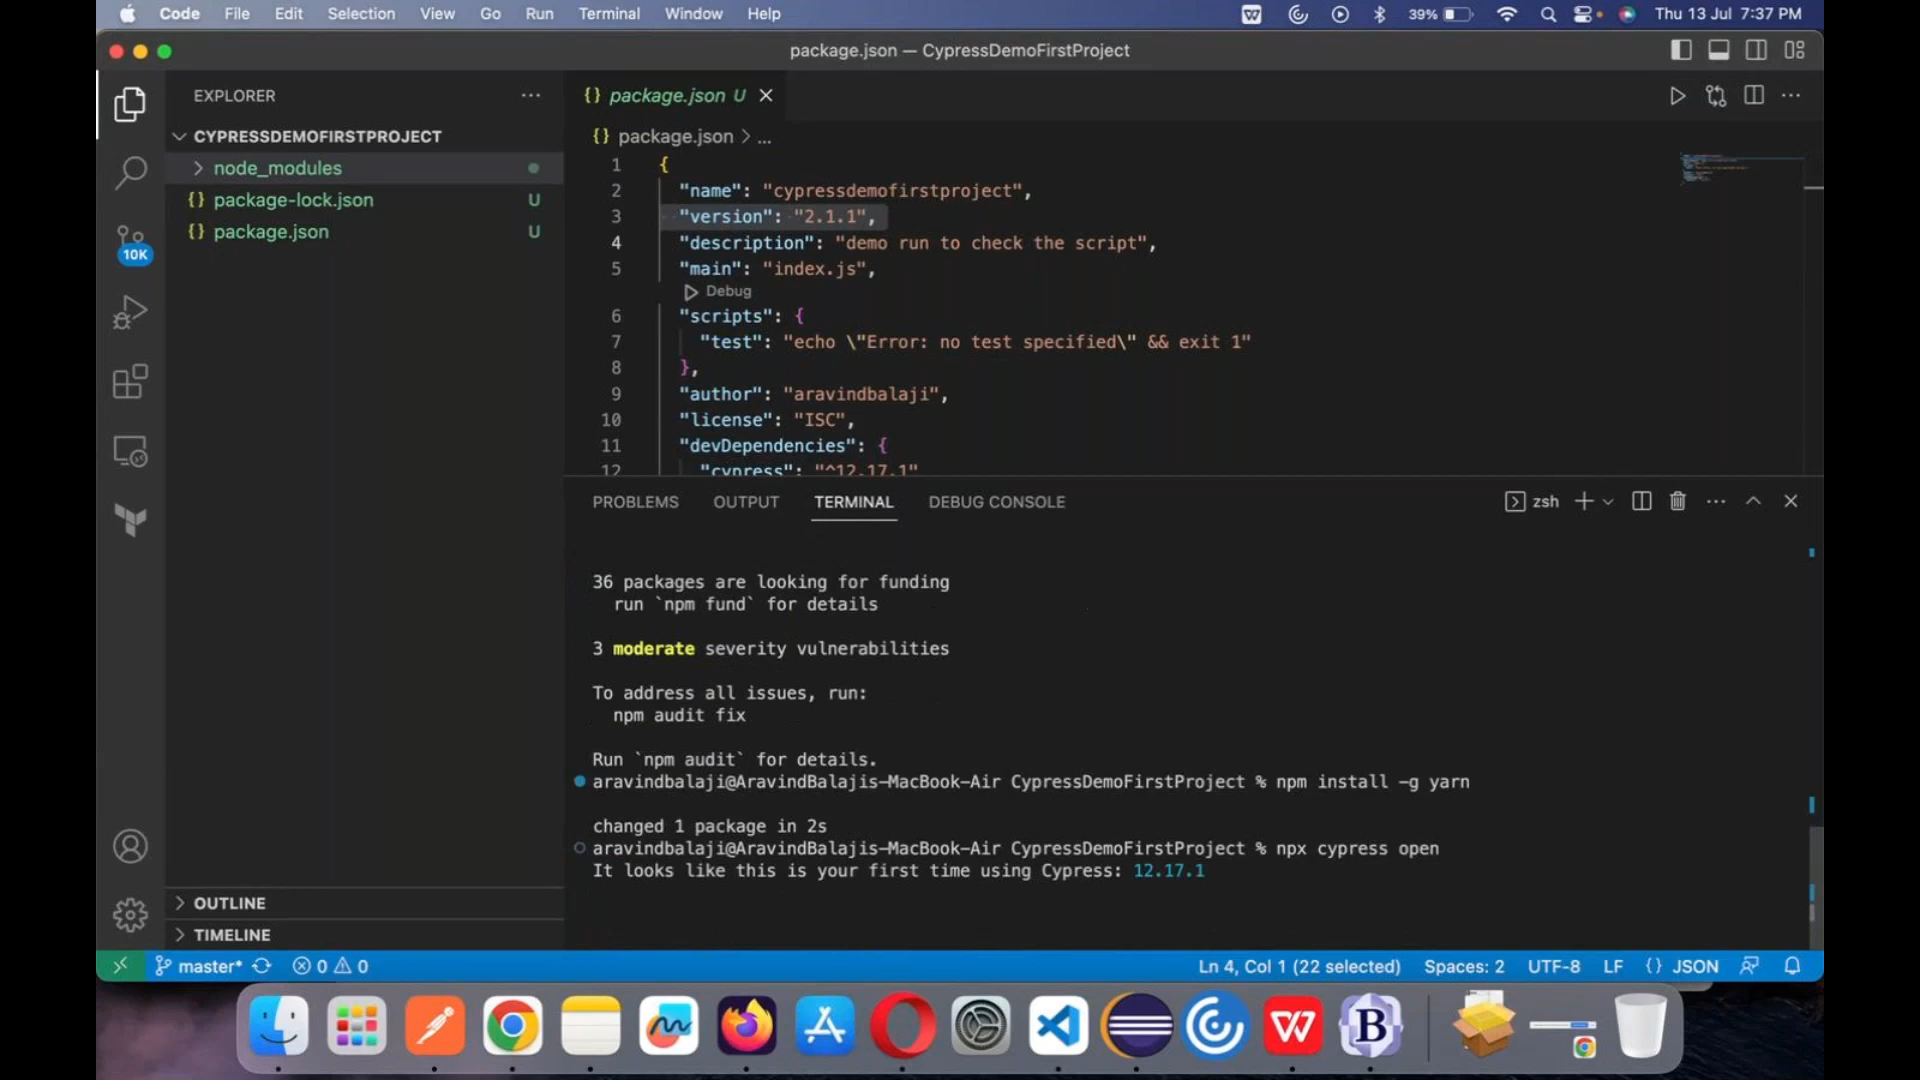 Code File Edit Selection View Go Run Terminal Window Help 39% Thu 13 Jul 7:37 PM
package.json — CypressDemoFirstProject
EXPLORER
CYPRESSDEMOFIRSTPROJECT
node_modules
package-lock.json U
package.json U
10K
OUTLINE
TIMELINE
{} package.json U
{} package.json > ...
1 {
2 "name": "cypressdemofirstproject",
3 "version": "2.1.1",
4 "description": "demo run to check the script",
5 "main": "index.js",
Debug
6 "scripts": {
7 "test": "echo \"Error: no test specified\" && exit 1"
8 },
9 "author": "aravindbalaji",
10 "license": "ISC",
11 "devDependencies": {
12 "cypress": "^12.17.1"
PROBLEMS OUTPUT TERMINAL DEBUG CONSOLE zsh
36 packages are looking for funding
run `npm fund` for details
3 moderate severity vulnerabilities
To address all issues, run:
npm audit fix
Run `npm audit` for details.
aravindbalaji@AravindBalajis-MacBook-Air CypressDemoFirstProject % npm install -g yarn
changed 1 package in 2s
aravindbalaji@AravindBalajis-MacBook-Air CypressDemoFirstProject % npx cypress open
It looks like this is your first time using Cypress: 12.17.1
master* 0 0 Ln 4, Col 1 (22 selected) Spaces: 2 UTF-8 LF {} JSON